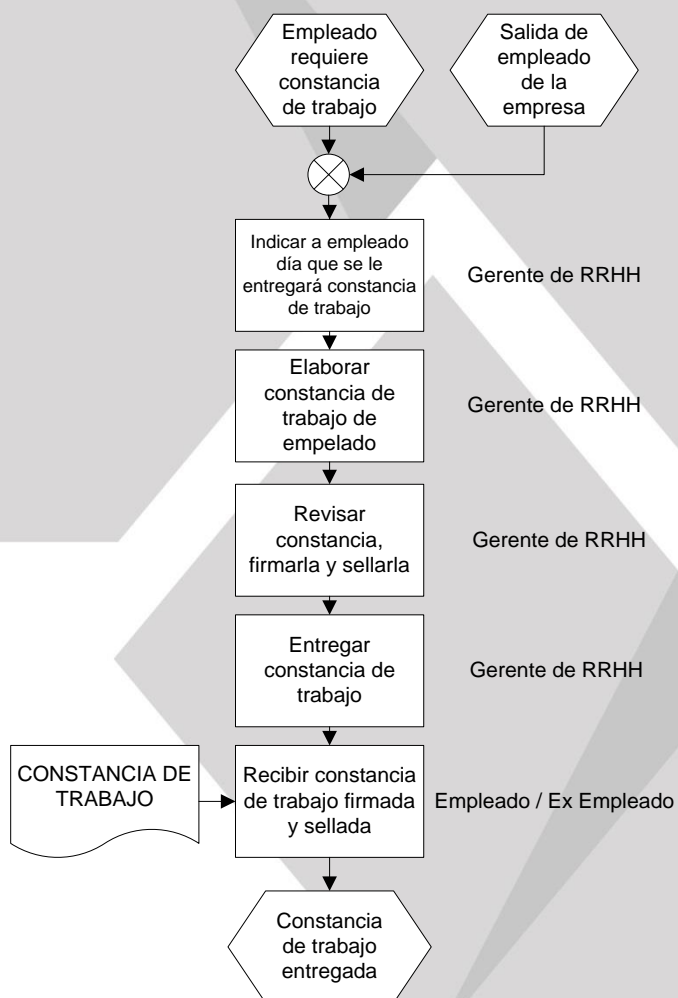 Empleado
requiere
constancia
de trabajo
Salida de
empleado
de la
empresa
Indicar a empleado
día que se le
entregará constancia
de trabajo
Gerente de RRHH
Elaborar
constancia de
trabajo de
empelado
Gerente de RRHH
Revisar
constancia,
firmarla y sellarla
Gerente de RRHH
Entregar
constancia de
trabajo
Gerente de RRHH
CONSTANCIA DE
TRABAJO
Recibir constancia
de trabajo firmada
y sellada
Empleado / Ex Empleado
Constancia
de trabajo
entregada